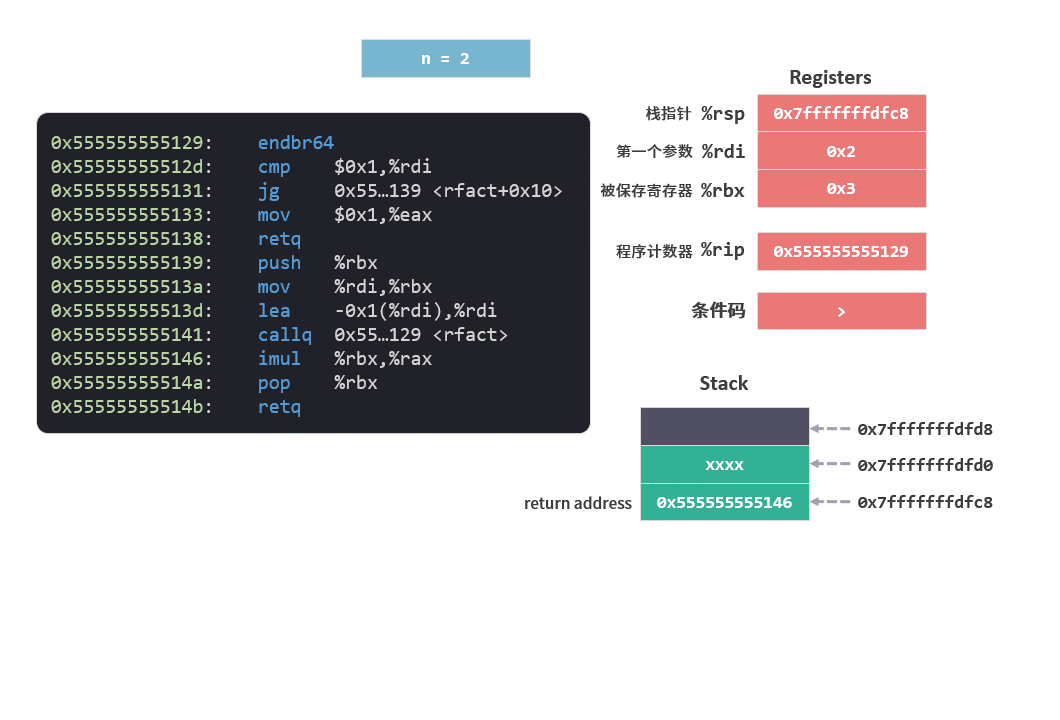 n = 2
0x555555555129: endbr64
0x55555555512d: cmp $0x1,%rdi
0x555555555131: jg 0x55…139 <rfact+0x10>
0x555555555133: mov $0x1,%eax
0x555555555138: retq
0x555555555139: push %rbx
0x55555555513a: mov %rdi,%rbx
0x55555555513d: lea -0x1(%rdi),%rdi
0x555555555141: callq 0x55…129 <rfact>
0x555555555146: imul %rbx,%rax
0x55555555514a: pop %rbx
0x55555555514b: retq
Registers
栈指针 %rsp 0x7fffffffdfc8
第一个参数 %rdi 0x2
被保存寄存器 %rbx 0x3
程序计数器 %rip 0x555555555129
条件码 >
Stack
0x7fffffffdfd8
xxxx 0x7fffffffdfd0
return address 0x555555555146 0x7fffffffdfc8